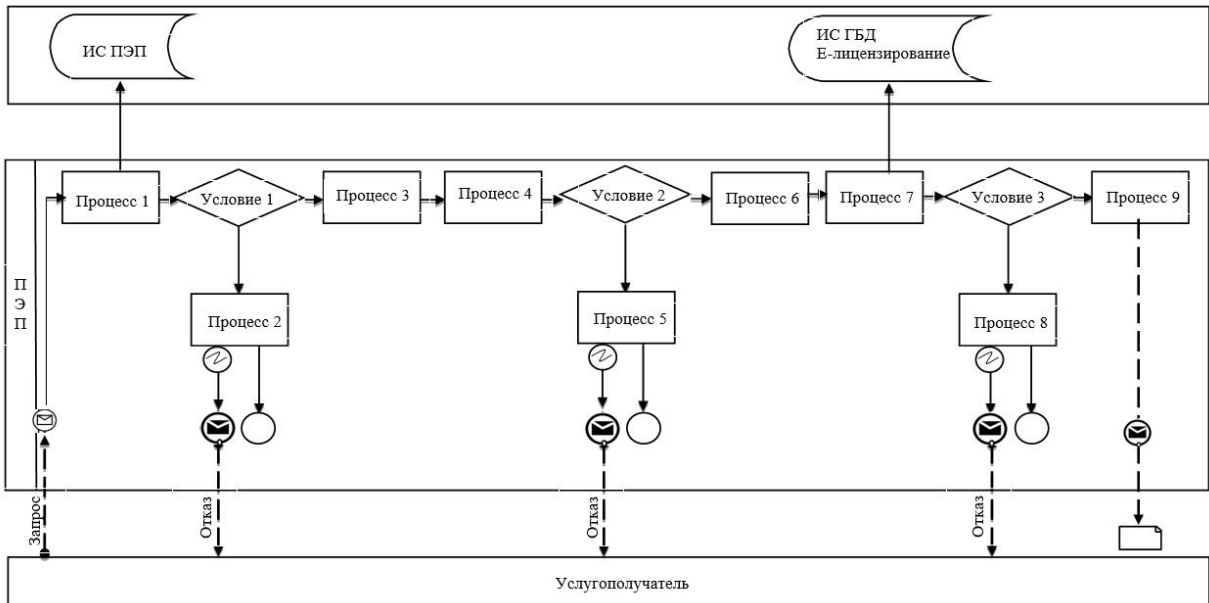 ИС ПЭП
ИС ГБД
Е-лицензирование
Процесс 1
Условие 1
Процесс 3
Процесс 4
Условие 2
Процесс 6
Процесс 7
Условие 3
Процесс 9
П
Э
П
Процесс 2
Процесс 5
Процесс 8
Запрос
Отказ
Отказ
Отказ
Услугополучатель